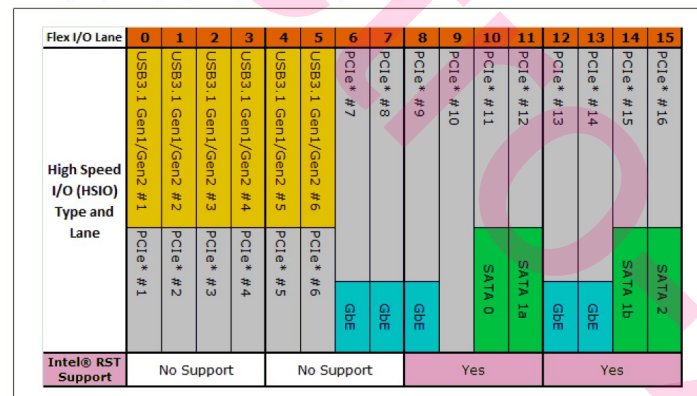 Flex I/O Lane 0 1 2 3 4 5 6 7 8 9 10 11 12 13 14 15
High Speed
I/O (HSIO)
Type and
Lane
USB3.1 Gen1/Gen2 #1
USB3.1 Gen1/Gen2 #2
USB3.1 Gen1/Gen2 #3
USB3.1 Gen1/Gen2 #4
USB3.1 Gen1/Gen2 #5
USB3.1 Gen1/Gen2 #6
PCIe* #7
PCIe* #8
PCIe* #9
PCIe* #10
PCIe* #11
PCIe* #12
PCIe* #13
PCIe* #14
PCIe* #15
PCIe* #16
PCIe* #1
PCIe* #2
PCIe* #3
PCIe* #4
PCIe* #5
PCIe* #6
GbE
GbE
GbE
SATA 0
SATA 1a
GbE
GbE
SATA 1b
SATA 2
Intel® RST
Support
No Support
No Support
Yes
Yes